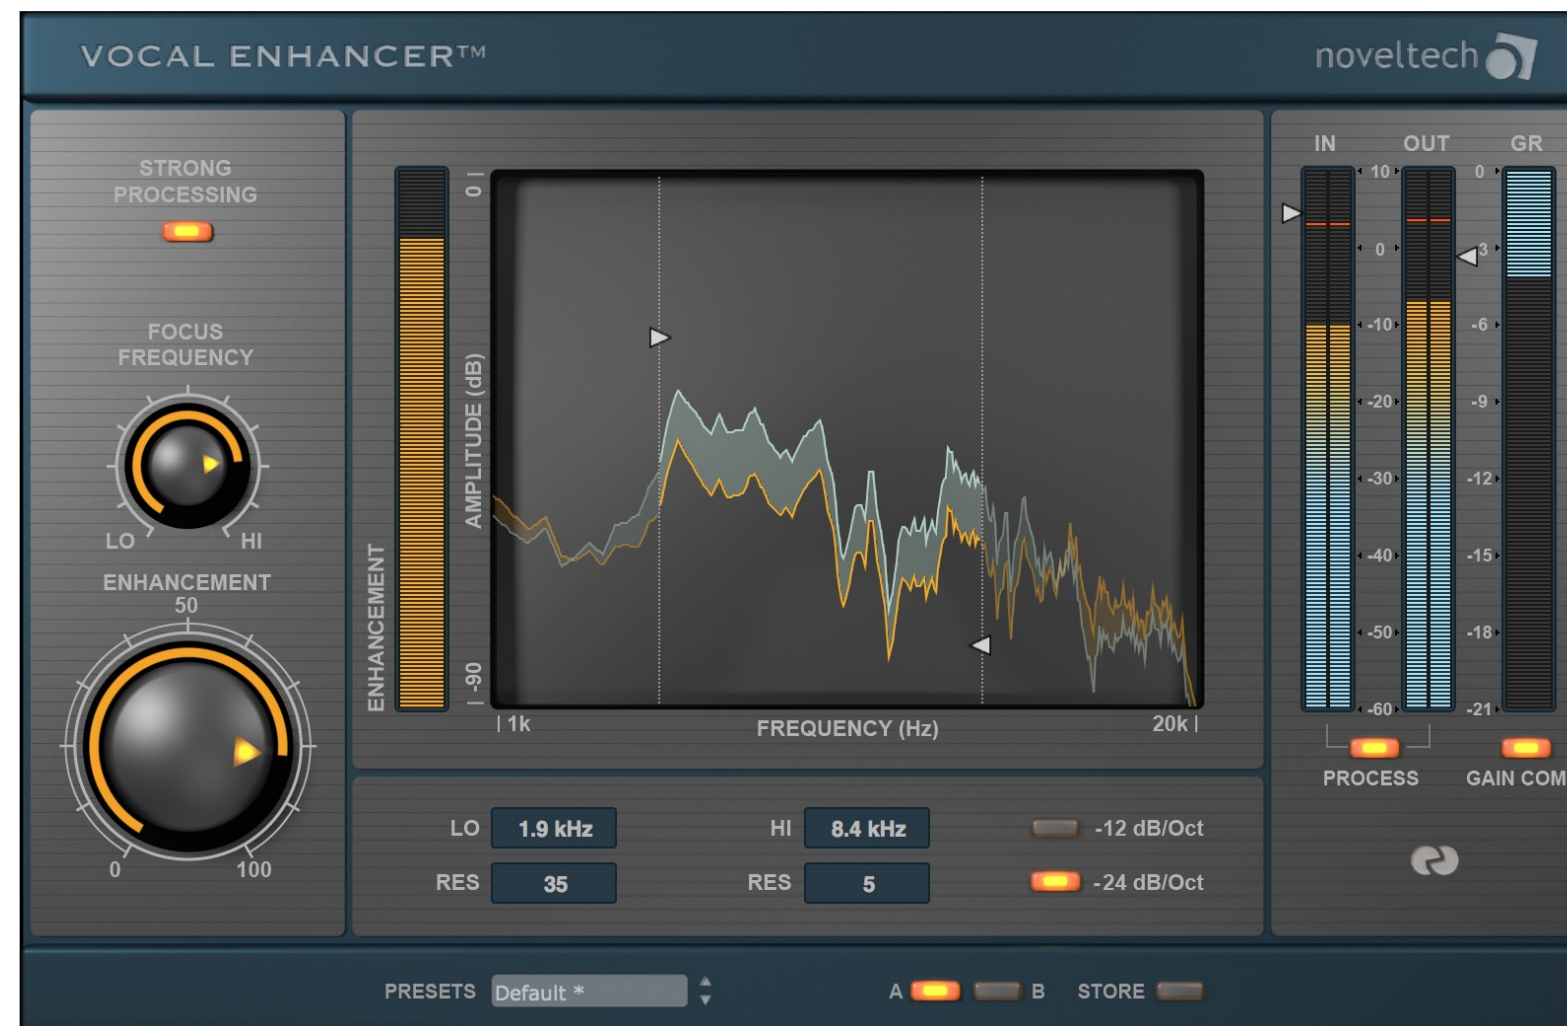 VOCAL ENHANCER™
noveltech
STRONG
PROCESSING
FOCUS
FREQUENCY
LO
HI
ENHANCEMENT
50
0
100
ENHANCEMENT
AMPLITUDE (dB)
0
-90
1k
FREQUENCY (Hz)
20k
IN
OUT
GR
10
0
-10
-20
-30
-40
-50
-60
0
3
-6
-9
-12
-15
-18
-21
PROCESS
GAIN COM
LO
1.9 kHz
HI
8.4 kHz
-12 dB/Oct
RES
35
RES
5
-24 dB/Oct
PRESETS
Default *
A
B
STORE